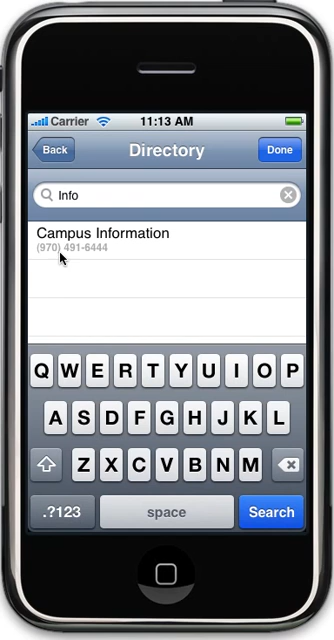 Carrier 11:13 AM
Back Directory Done
Info
Campus Information
(970) 491-6444
Q W E R T Y U I O P
A S D F G H J K L
Z X C V B N M
.?123 space Search